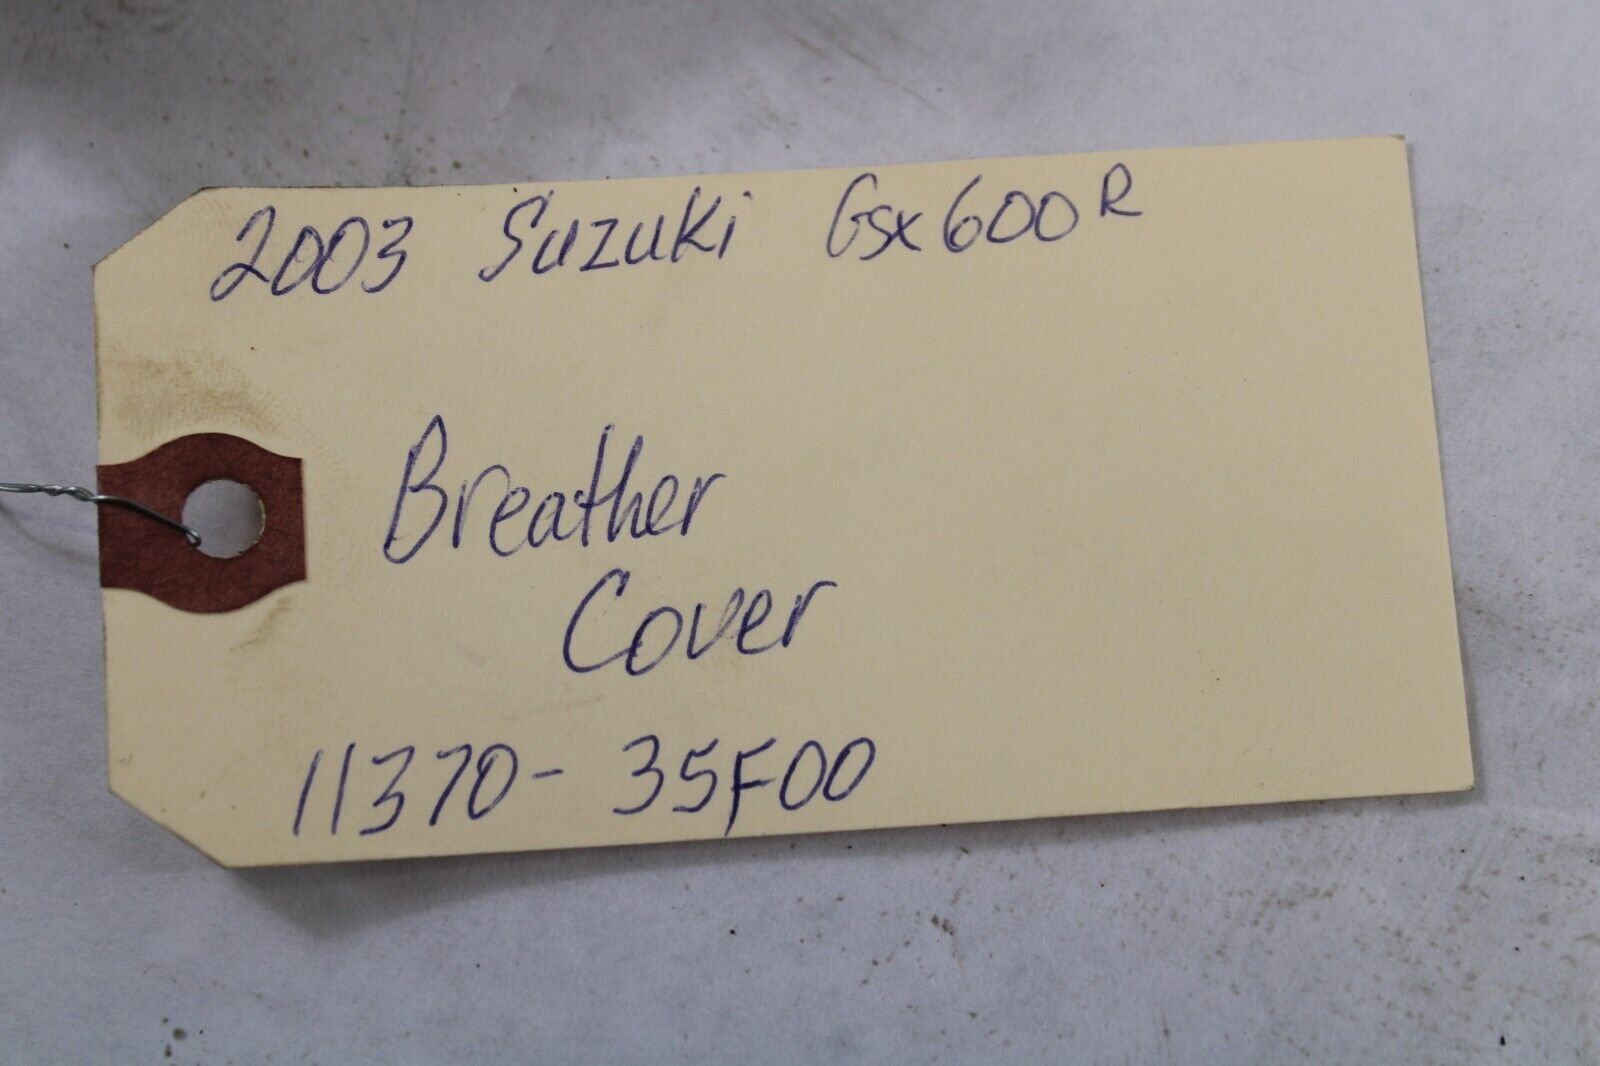 2003 Suzuki Gsx600R
Breather
Cover
11370-35F00